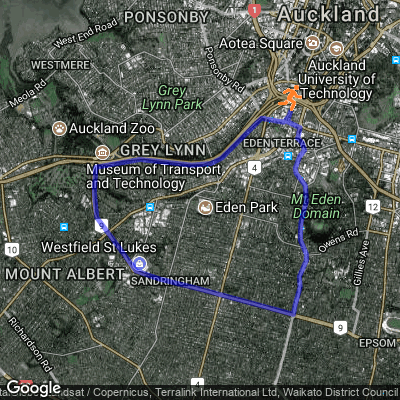 PONSONBY
Auckland
West End Road
Aotea Square
WESTMERE
Ponsonby Rd
Auckland
University of
Technology
Meola Rd
Grey
Lynn Park
Auckland Zoo
EDEN TERRACE
GREY LYNN
Museum of Transport
and Technology
4
Mt Eden
Domain
Eden Park
12
9
Owens Rd
10
Westfield St Lukes
Gillies Ave
MOUNT ALBERT
SANDRINGHAM
9
EPSOM
Richardson Rd
4
Google
ndsat / Copernicus, Terralink International Ltd, Waikato District Council